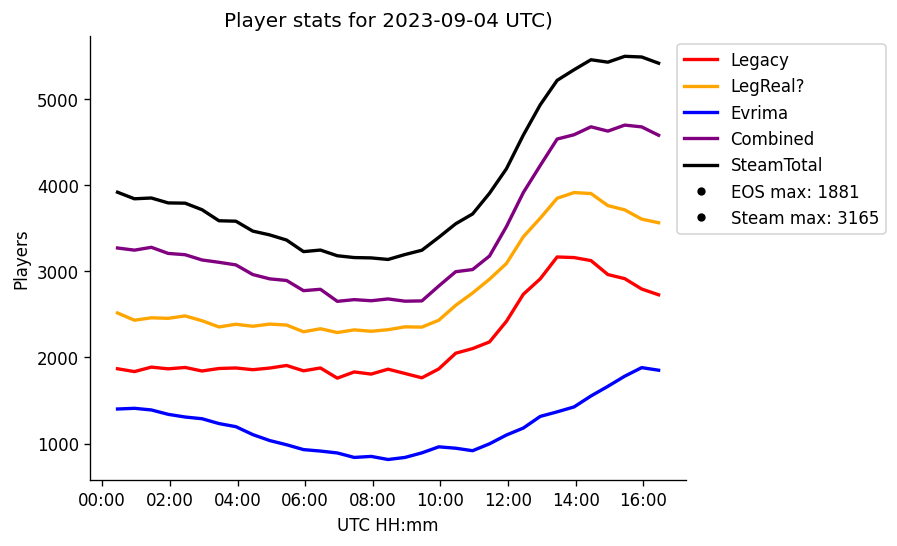 Player stats for 2023-09-04 UTC)
Legacy
LegReal?
Evrima
Combined
SteamTotal
EOS max: 1881
Steam max: 3165
5000
4000
3000
2000
1000
Players
00:00 02:00 04:00 06:00 08:00 10:00 12:00 14:00 16:00
UTC HH:mm